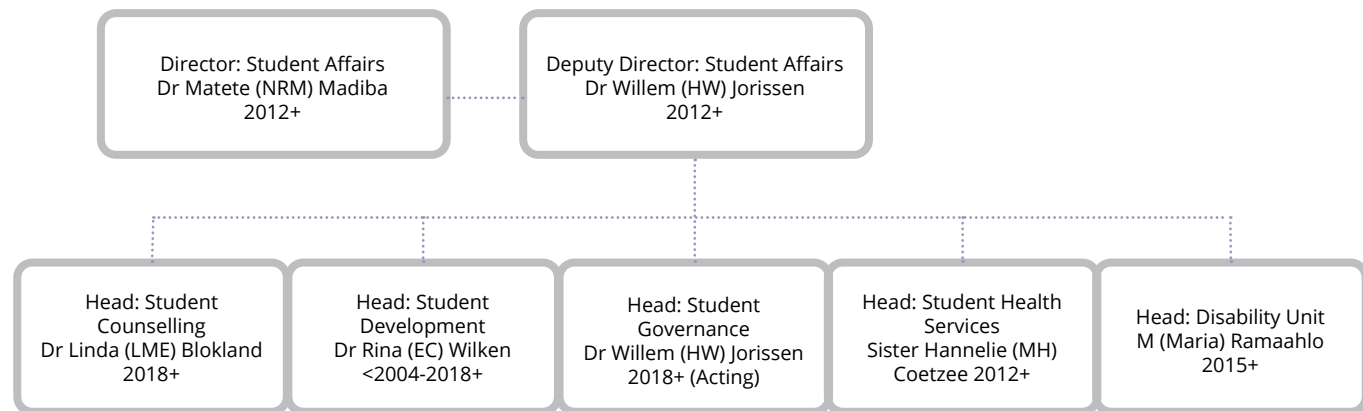 Director: Student Affairs
Dr Matete (NRM) Madiba
2012+
Deputy Director: Student Affairs
Dr Willem (HW) Jorissen
2012+
Head: Student
Counselling
Dr Linda (LME) Blokland
2018+
Head: Student
Development
Dr Rina (EC) Wilken
<2004-2018+
Head: Student
Governance
Dr Willem (HW) Jorissen
2018+ (Acting)
Head: Student Health
Services
Sister Hannelie (MH)
Coetzee 2012+
Head: Disability Unit
M (Maria) Ramaahlo
2015+